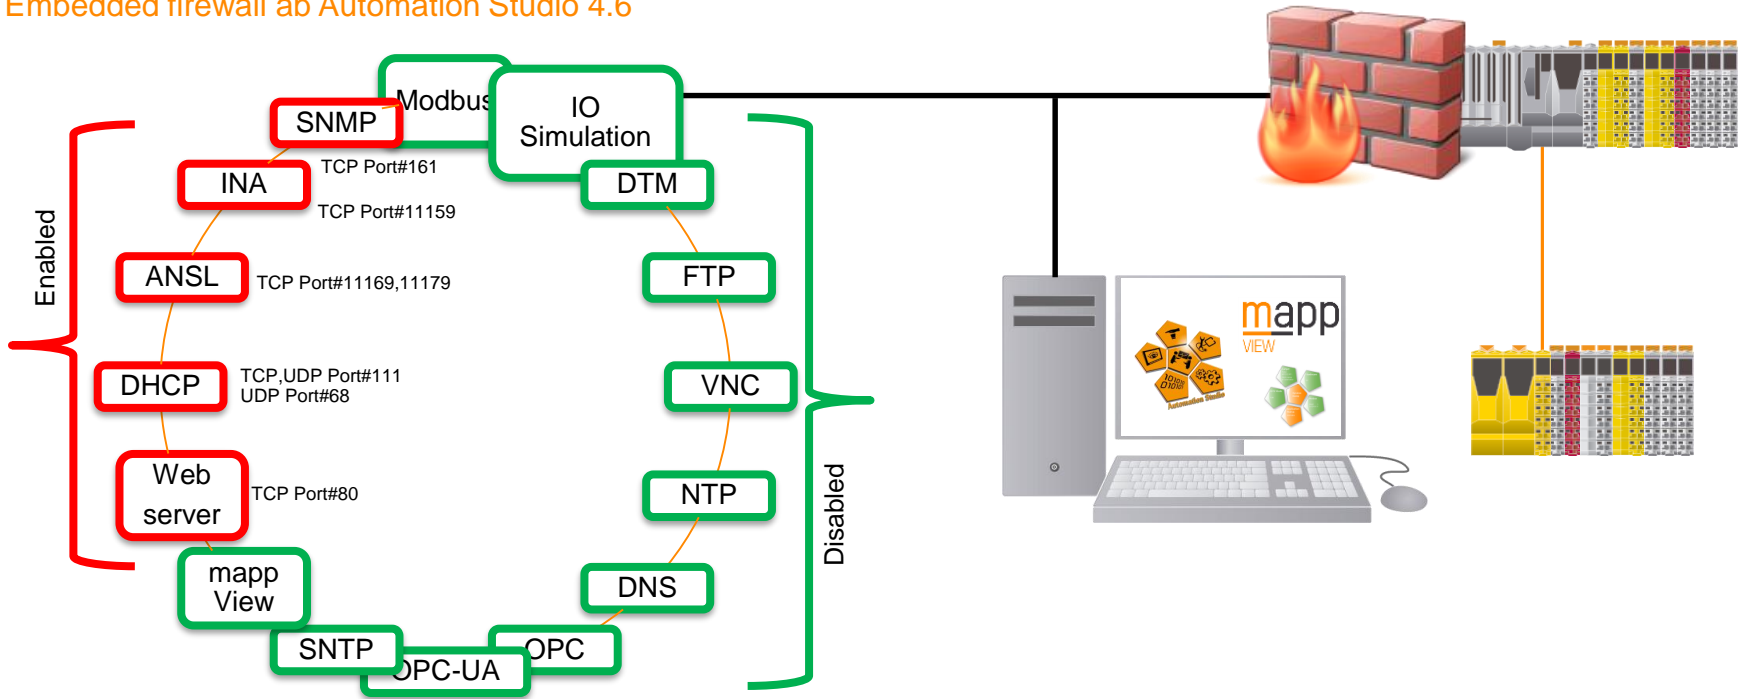 Embedded firewall ab Automation Studio 4.6
Modbus
IO
Simulation
SNMP
TCP Port#161
INA
DTM
TCP Port#11159
Enabled
ANSL
TCP Port#11169,11179
FTP
DHCP
TCP,UDP Port#111
UDP Port#68
VNC
Web
server
TCP Port#80
NTP
Disabled
mapp
View
DNS
SNTP
OPC-UA
OPC
mapp
VIEW
Automation Studio